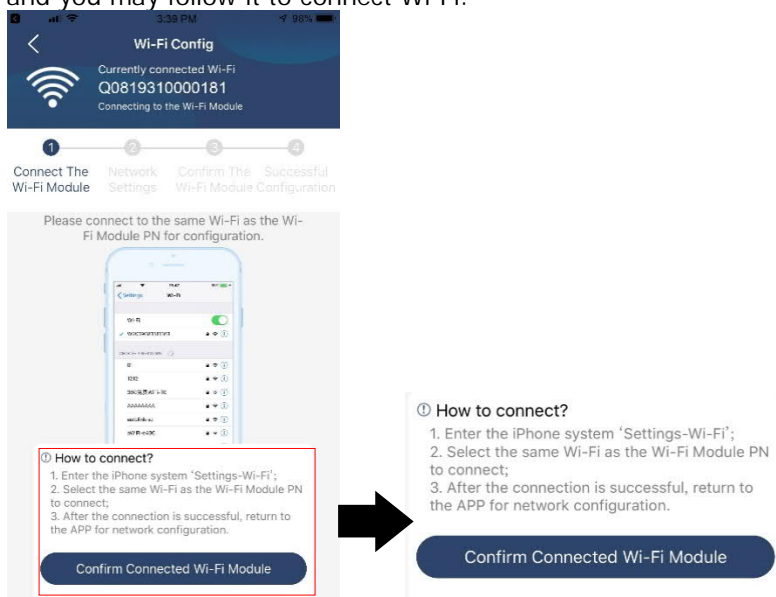 and you may follow it to connect Wi-Fi.
3:39 PM
98%
Wi-Fi Config
Currently connected Wi-Fi
Q0819310000181
Connecting to the Wi-Fi Module
1
2
3
4
Connect The Wi-Fi Module
Network Settings
Confirm The Wi-Fi Module
Successful Configuration
Please connect to the same Wi-Fi as the Wi-
Fi Module PN for configuration.
Settings
Wi-Fi
Wi-Fi
1212
AAAAAAAA
How to connect?
1. Enter the iPhone system ‘Settings-Wi-Fi’;
2. Select the same Wi-Fi as the Wi-Fi Module PN
to connect;
3. After the connection is successful, return to
the APP for network configuration.
Confirm Connected Wi-Fi Module
How to connect?
1. Enter the iPhone system ‘Settings-Wi-Fi’;
2. Select the same Wi-Fi as the Wi-Fi Module PN
to connect;
3. After the connection is successful, return to
the APP for network configuration.
Confirm Connected Wi-Fi Module